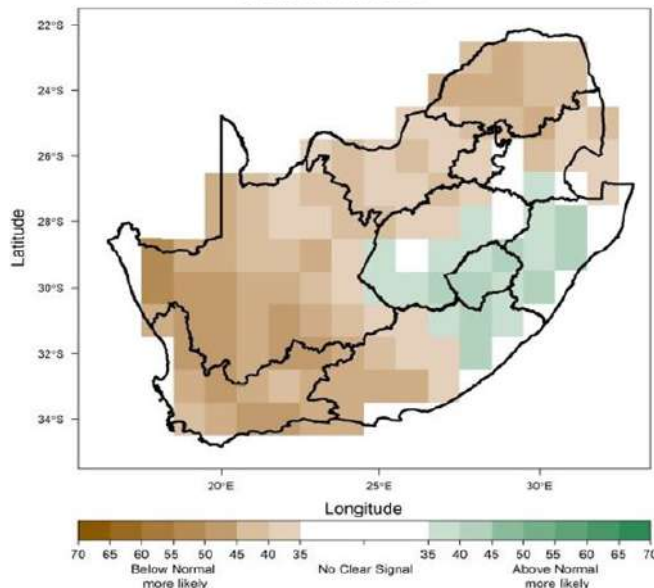 22°S
24°S
26°S
28°S
30°S
32°S
34°S
Latitude
20°E
25°E
30°E
Longitude
70 65 60 55 50 45 40 35 35 40 45 50 55 60 65 70
Below Normal No Clear Signal Above Normal
more likely more likely